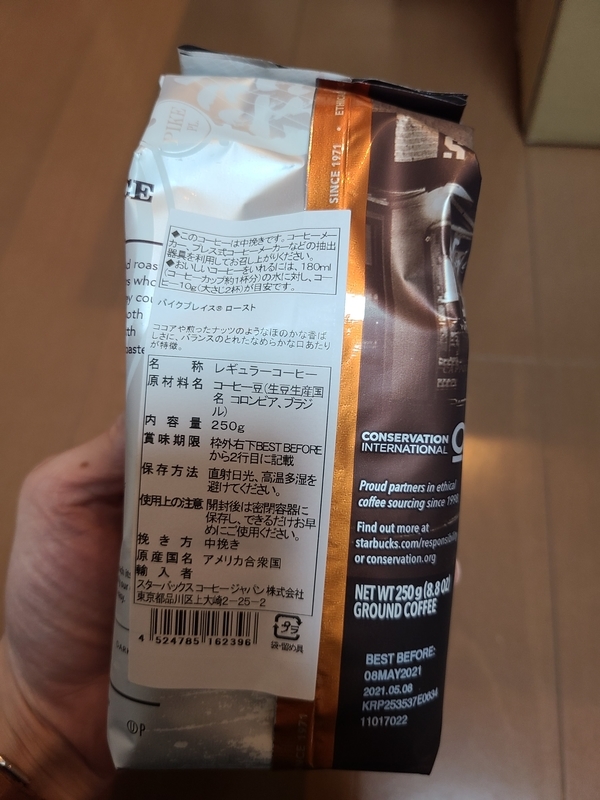 PIKE
PL.
CE
d roas
oth
th
SINCE 1971 • ETHIC
◆このコーヒーは中挽きです。コーヒーメー
カー、プレス式コーヒーメーカーなどの抽出
器具を利用してお召し上がりください。
◆おいしいコーヒーをいれるには、180ml
(コーヒーカップ約1杯分)の水に対し、コー
ヒー10g(大さじ2杯)が目安です。
パイクプレイス® ロースト
ココアや煎ったナッツのようなほのかな香ば
しさに、バランスのとれたなめらかな口あたり
が特徴。
名 称 レギュラーコーヒー
原材料名 コーヒー豆(生豆生産国
名 コロンビア、ブラジ
ル)
内容量 250g
賞味期限 枠外右下BEST BEFORE
から2行目に記載
保存方法 直射日光、高温多湿を
避けてください。
使用上の注意 開封後は密閉容器に
保存し、できるだけお早
めにご使用ください。
挽き方 中挽き
原産国名 アメリカ合衆国
輸入者
スターバックス コーヒー ジャパン 株式会社
東京都品川区上大崎2-25-2
4 524785 162396
プラ
袋・留め具
CONSERVATION
INTERNATIONAL
Proud partners in ethical
coffee sourcing since 1998
Find out more at
starbucks.com/responsibility
or conservation.org
NET WT 250 g (8.8 OZ)
GROUND COFFEE
BEST BEFORE:
08MAY2021
2021.05.08
KRP253537E0634
11017022
CE 1971
ⓊP